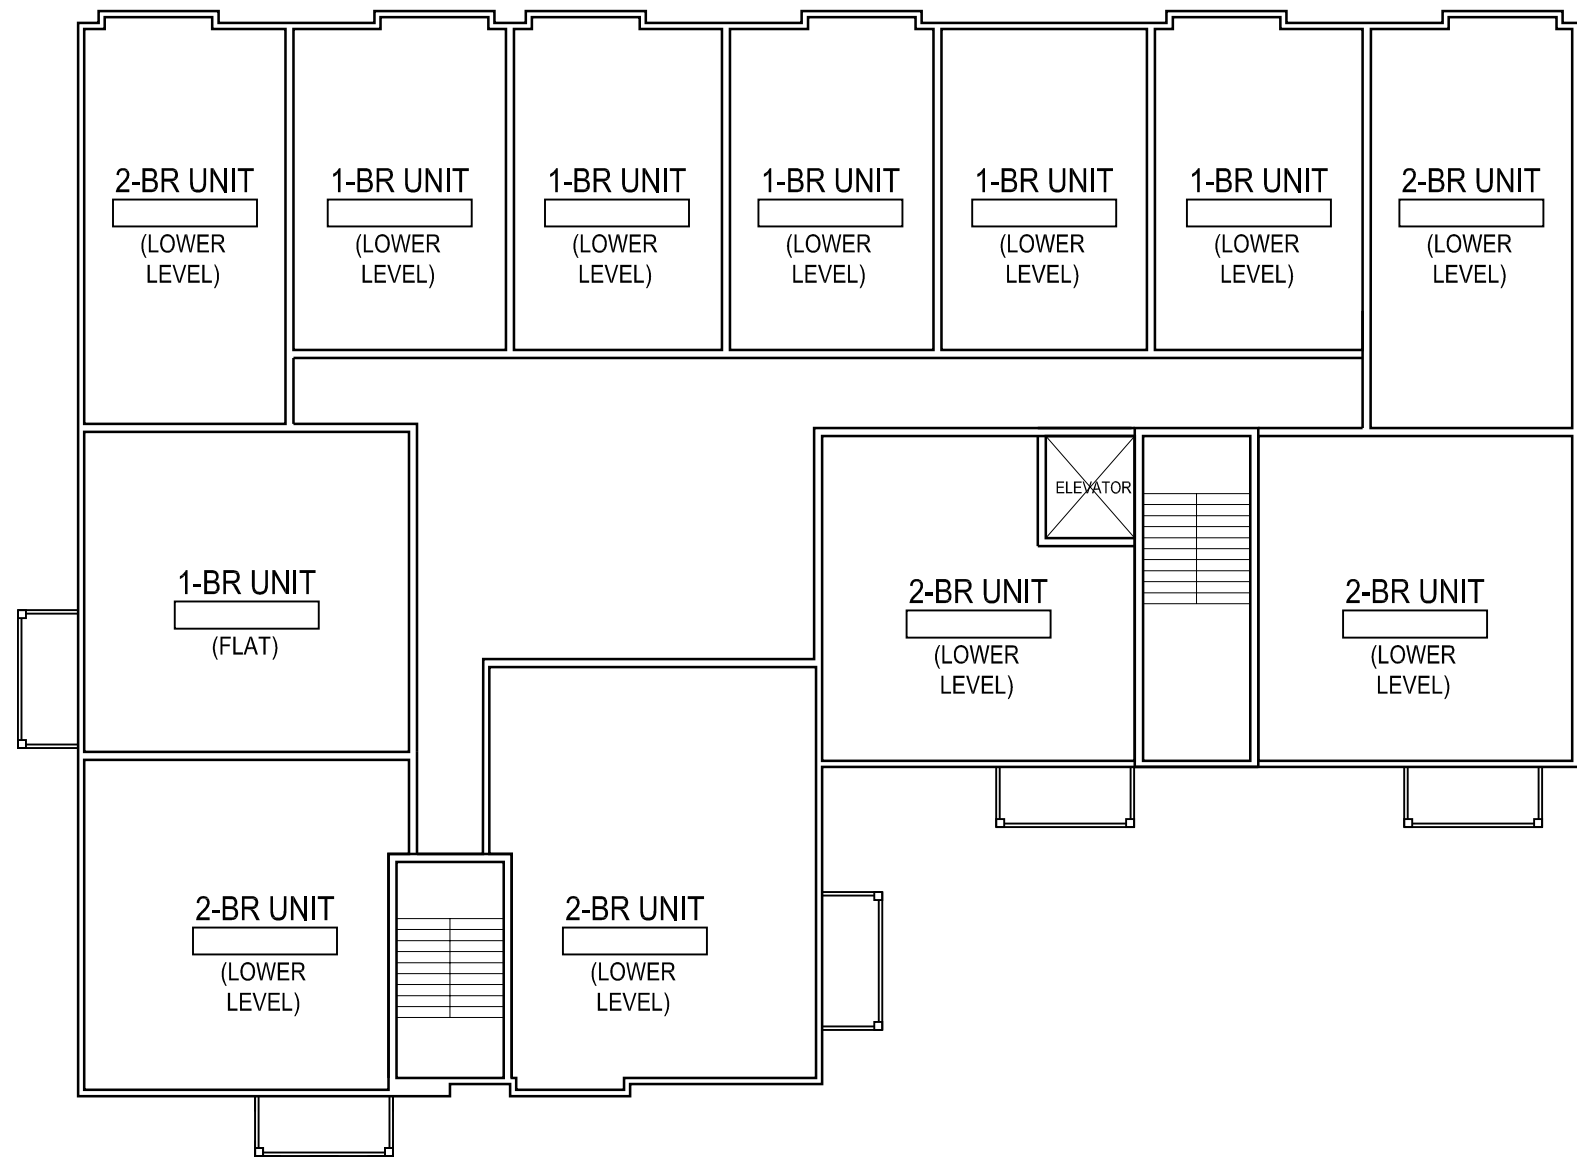 2-BR UNIT
(LOWER
LEVEL)
1-BR UNIT
(LOWER
LEVEL)
1-BR UNIT
(LOWER
LEVEL)
1-BR UNIT
(LOWER
LEVEL)
1-BR UNIT
(LOWER
LEVEL)
1-BR UNIT
(LOWER
LEVEL)
2-BR UNIT
(LOWER
LEVEL)
ELEVATOR
1-BR UNIT
(FLAT)
2-BR UNIT
(LOWER
LEVEL)
2-BR UNIT
(LOWER
LEVEL)
2-BR UNIT
(LOWER
LEVEL)
2-BR UNIT
(LOWER
LEVEL)